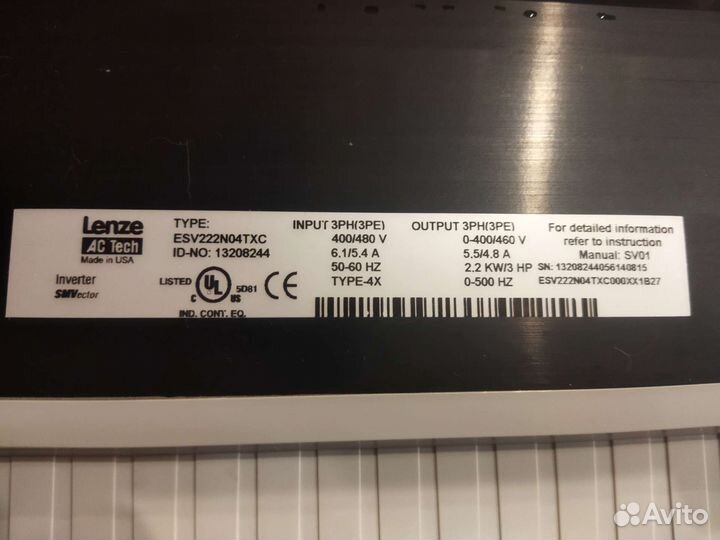 Lenze
AC Tech
Made in USA
Inverter
SMVector
TYPE:
ESV222N04TXC
ID-NO: 13208244
LISTED
UL
C US
5D81
IND. CONT. EQ.
CE
INPUT 3PH(3PE)
400/480 V
6.1/5.4 A
50-60 HZ
TYPE-4X
OUTPUT 3PH(3PE)
0-400/460 V
5.5/4.8 A
2.2 KW/3 HP
0-500 HZ
For detailed information
refer to instruction
Manual: SV01
SN: 13208244056140815
ESV222N04TXC000XX1B27
Avito